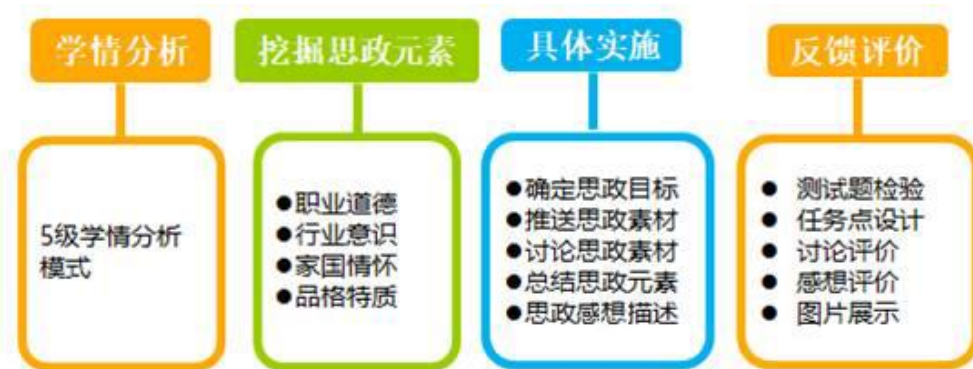 学情分析
5级学情分析
模式
挖掘思政元素
●职业道德
●行业意识
●家国情怀
●品格特质
具体实施
●确定思政目标
●推送思政素材
●讨论思政素材
●总结思政元素
●思政感想描述
反馈评价
● 测试题检验
● 任务点设计
● 讨论评价
● 感想评价
● 图片展示